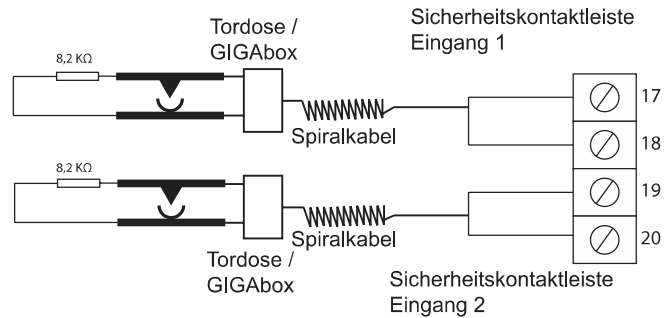 Tordose /
GIGAbox
Sicherheitskontaktleiste
Eingang 1
8,2 KΩ
Spiralkabel
17
18
8,2 KΩ
19
20
Spiralkabel
Tordose /
GIGAbox
Sicherheitskontaktleiste
Eingang 2